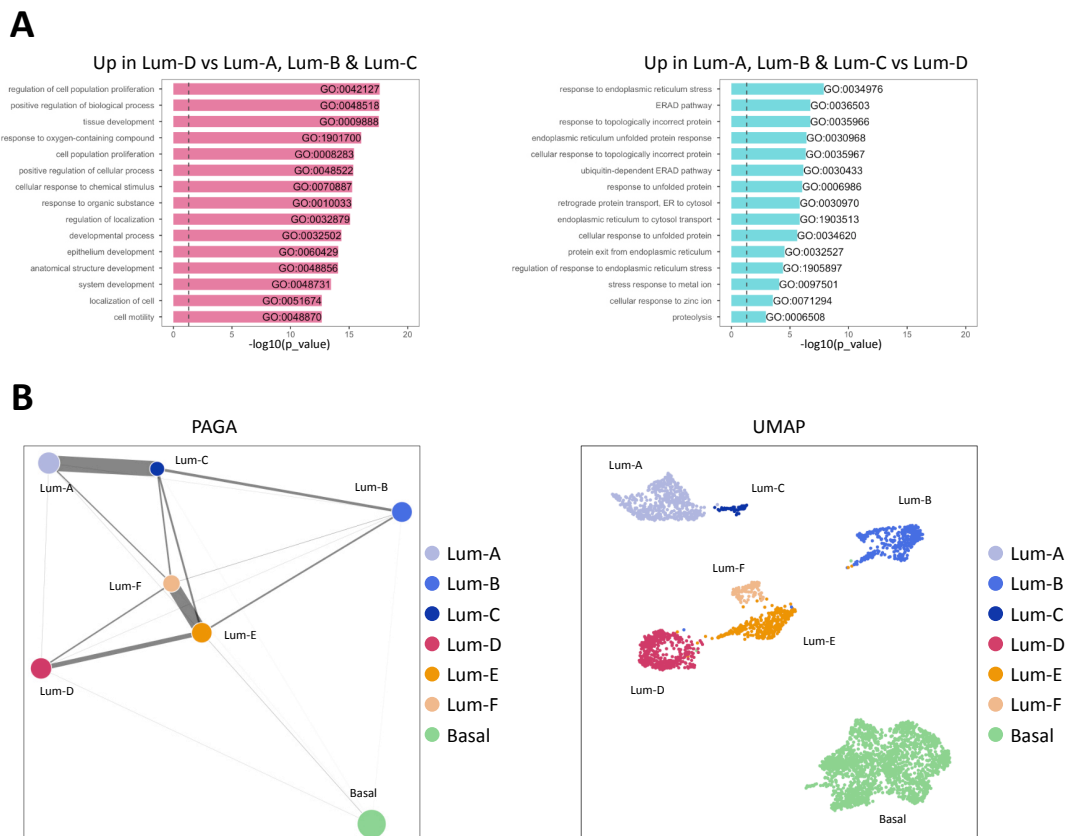 A
Up in Lum-D vs Lum-A, Lum-B & Lum-C
regulation of cell population proliferation GO:0042127
positive regulation of biological process GO:0048518
tissue development GO:0009888
response to oxygen-containing compound GO:1901700
cell population proliferation GO:0008283
positive regulation of cellular process GO:0048522
cellular response to chemical stimulus GO:0070887
response to organic substance GO:0010033
regulation of localization GO:0032879
developmental process GO:0032502
epithelium development GO:0060429
anatomical structure development GO:0048856
system development GO:0048731
localization of cell GO:0051674
cell motility GO:0048870
0 5 10 15 20
-log10(p_value)
Up in Lum-A, Lum-B & Lum-C vs Lum-D
response to endoplasmic reticulum stress GO:0034976
ERAD pathway GO:0036503
response to topologically incorrect protein GO:0035966
endoplasmic reticulum unfolded protein response GO:0030968
cellular response to topologically incorrect protein GO:0035967
ubiquitin-dependent ERAD pathway GO:0030433
response to unfolded protein GO:0006986
retrograde protein transport, ER to cytosol GO:0030970
endoplasmic reticulum to cytosol transport GO:1903513
cellular response to unfolded protein GO:0034620
protein exit from endoplasmic reticulum GO:0032527
regulation of response to endoplasmic reticulum stress GO:1905897
stress response to metal ion GO:0097501
cellular response to zinc ion GO:0071294
proteolysis GO:0006508
0 5 10 15 20
-log10(p_value)
B
PAGA
Lum-C
Lum-A
Lum-B
Lum-F
Lum-E
Lum-D
Basal
Lum-A
Lum-B
Lum-C
Lum-D
Lum-E
Lum-F
Basal
UMAP
Lum-A
Lum-C
Lum-B
Lum-F
Lum-E
Lum-D
Basal
Lum-A
Lum-B
Lum-C
Lum-D
Lum-E
Lum-F
Basal